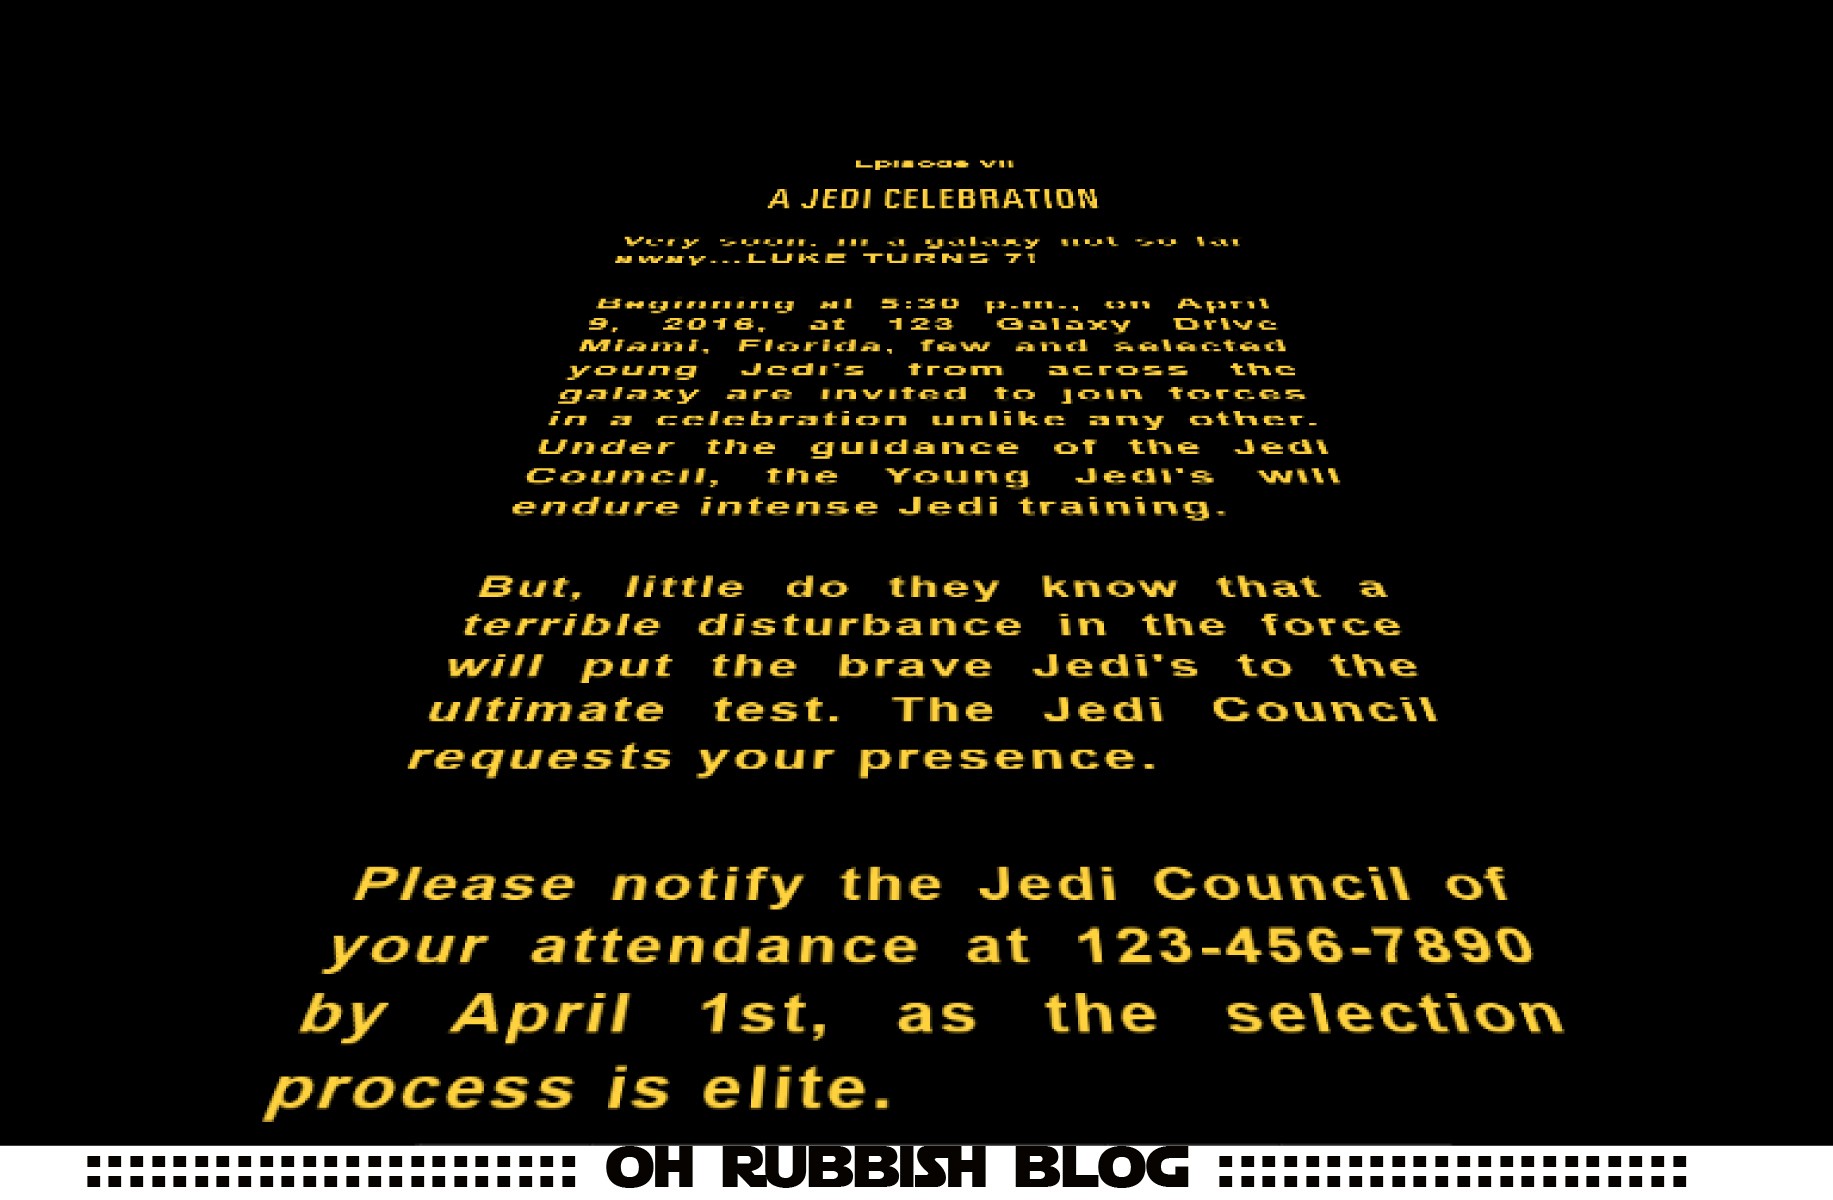 Episode VII
A JEDI CELEBRATION
Very soon, in a galaxy not so far
away...LUKE TURNS 7!
Beginning at 5:30 p.m., on April
9, 2016, at 123 Galaxy Drive
Miami, Florida, few and selected
young Jedi's from across the
galaxy are invited to join forces
in a celebration unlike any other.
Under the guidance of the Jedi
Council, the Young Jedi's will
endure intense Jedi training.
But, little do they know that a
terrible disturbance in the force
will put the brave Jedi's to the
ultimate test. The Jedi Council
requests your presence.
Please notify the Jedi Council of
your attendance at 123-456-7890
by April 1st, as the selection
process is elite.
OH RUBBISH BLOG